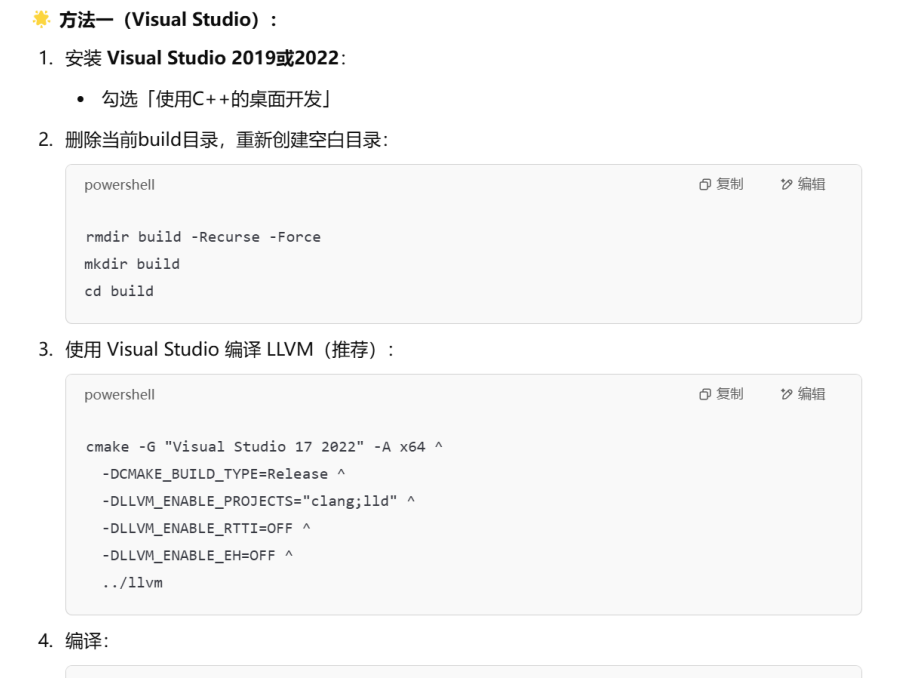 🌟 方法一（Visual Studio）：
1. 安装 Visual Studio 2019或2022：
• 勾选「使用C++的桌面开发」
2. 删除当前build目录，重新创建空白目录：
powershell 复制 编辑
rmdir build -Recurse -Force
mkdir build
cd build
3. 使用 Visual Studio 编译 LLVM（推荐）：
powershell 复制 编辑
cmake -G "Visual Studio 17 2022" -A x64 ^
  -DCMAKE_BUILD_TYPE=Release ^
  -DLLVM_ENABLE_PROJECTS="clang;lld" ^
  -DLLVM_ENABLE_RTTI=OFF ^
  -DLLVM_ENABLE_EH=OFF ^
  ../llvm
4. 编译：